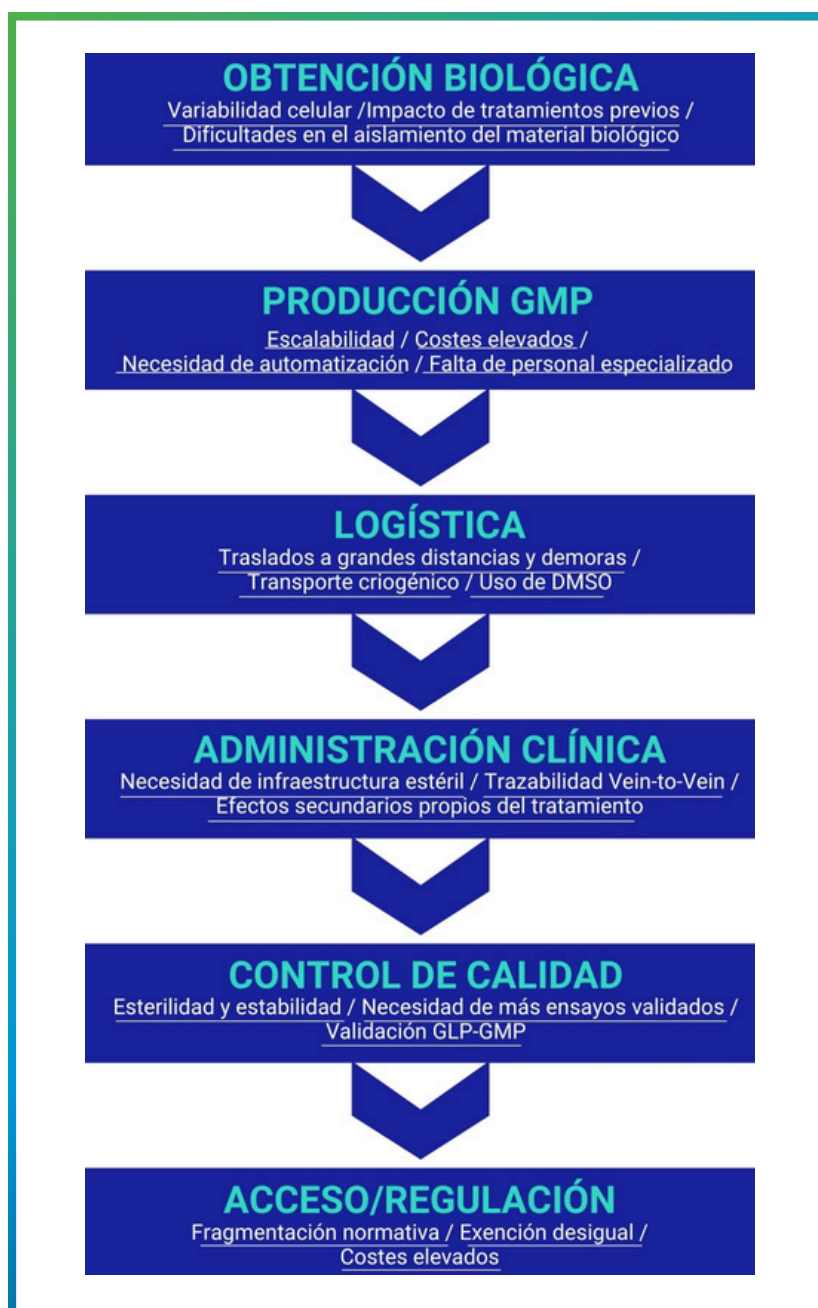 OBTENCIÓN BIOLÓGICA
Variabilidad celular /Impacto de tratamientos previos /
Dificultades en el aislamiento del material biológico
PRODUCCIÓN GMP
Escalabilidad / Costes elevados /
Necesidad de automatización / Falta de personal especializado
LOGÍSTICA
Traslados a grandes distancias y demoras /
Transporte criogénico / Uso de DMSO
ADMINISTRACIÓN CLÍNICA
Necesidad de infraestructura estéril / Trazabilidad Vein-to-Vein /
Efectos secundarios propios del tratamiento
CONTROL DE CALIDAD
Esterilidad y estabilidad / Necesidad de más ensayos validados /
Validación GLP-GMP
ACCESO/REGULACIÓN
Fragmentación normativa / Exención desigual /
Costes elevados